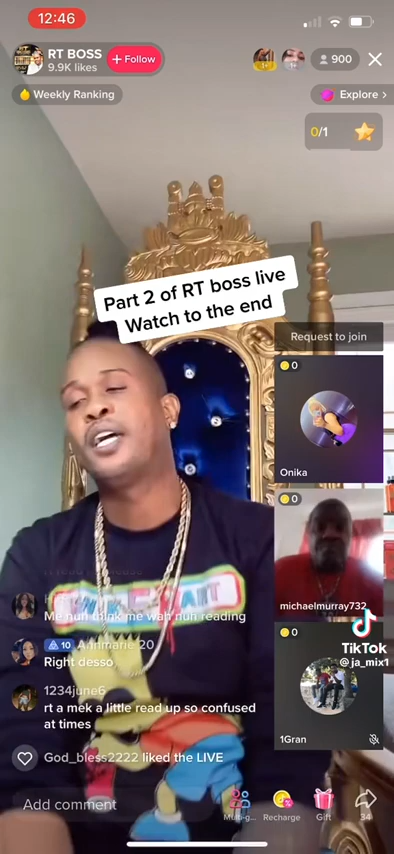 12:46
RT BOSS
9.9K likes
+ Follow
900
Weekly Ranking
Explore >
0/1
Part 2 of RT boss live
Watch to the end
Request to join
0
Onika
0
michaelmurray732
0
1Gran
TikTok
@ja_mix1
Me nuh think me wah nuh reading
10 Annmarie 20
Right desso
1234june6
rt a mek a little read up so confused
at times
God_bless2222 liked the LIVE
Add comment
Multi-g...
Recharge
Gift
34